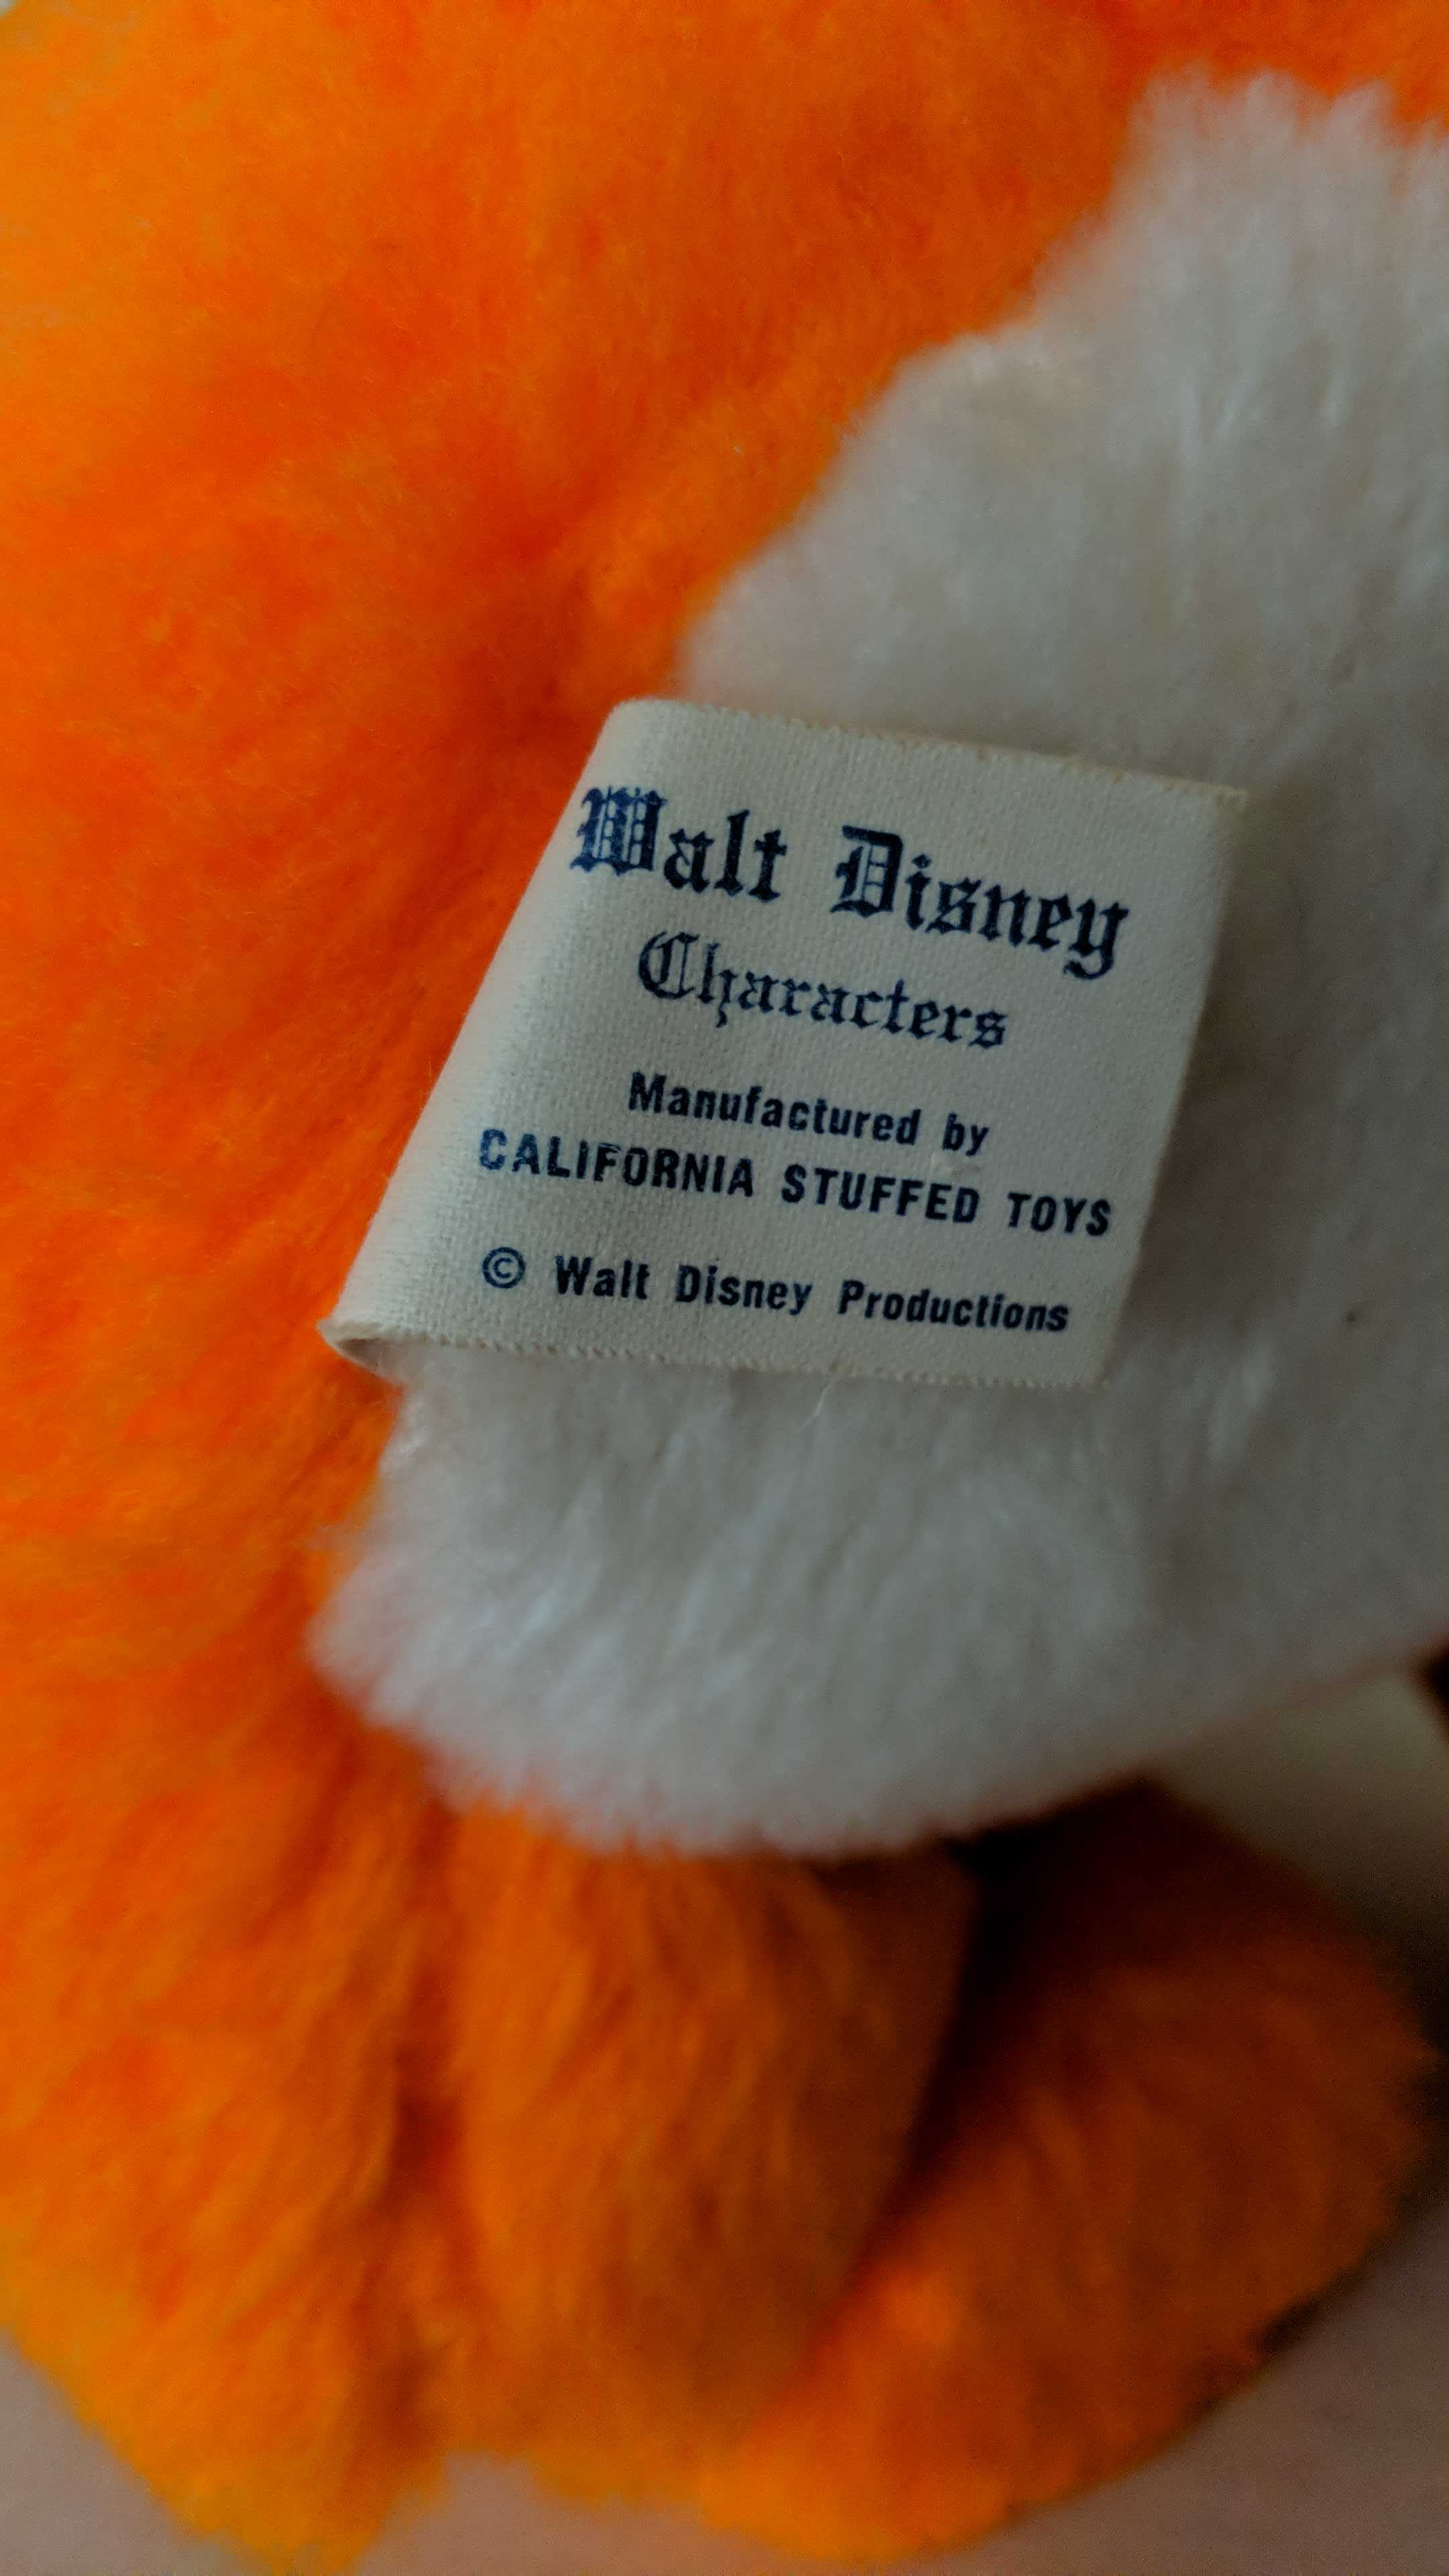 Walt Disney
Characters
Manufactured by
CALIFORNIA STUFFED TOYS
© Walt Disney Productions